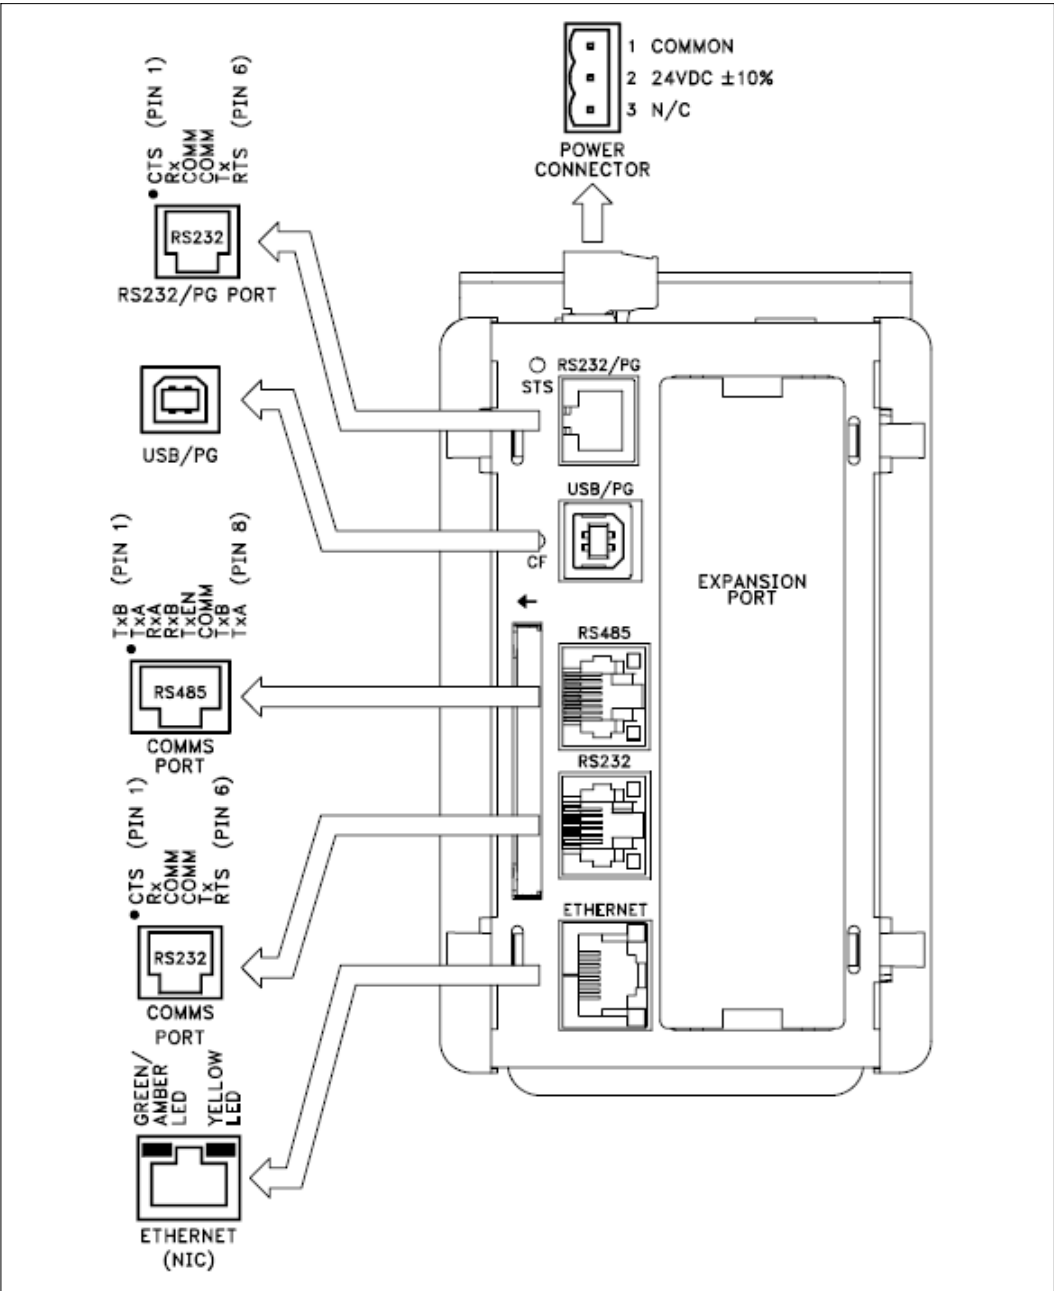 1 COMMON
2 24VDC ±10%
3 N/C
POWER
CONNECTOR
CTS (PIN 1)
Rx
COMM
COMM
Tx
RTS (PIN 6)
RS232
RS232/PG PORT
USB/PG
TxB (PIN 1)
TxA
RxA
RxB
TxEN
COMM
TxB
TxA (PIN 8)
RS485
COMMS
PORT
CTS (PIN 1)
Rx
COMM
COMM
Tx
RTS (PIN 6)
RS232
COMMS
PORT
GREEN/
AMBER
LED
YELLOW
LED
ETHERNET
(NIC)
STS
RS232/PG
USB/PG
CF
RS485
RS232
ETHERNET
EXPANSION
PORT